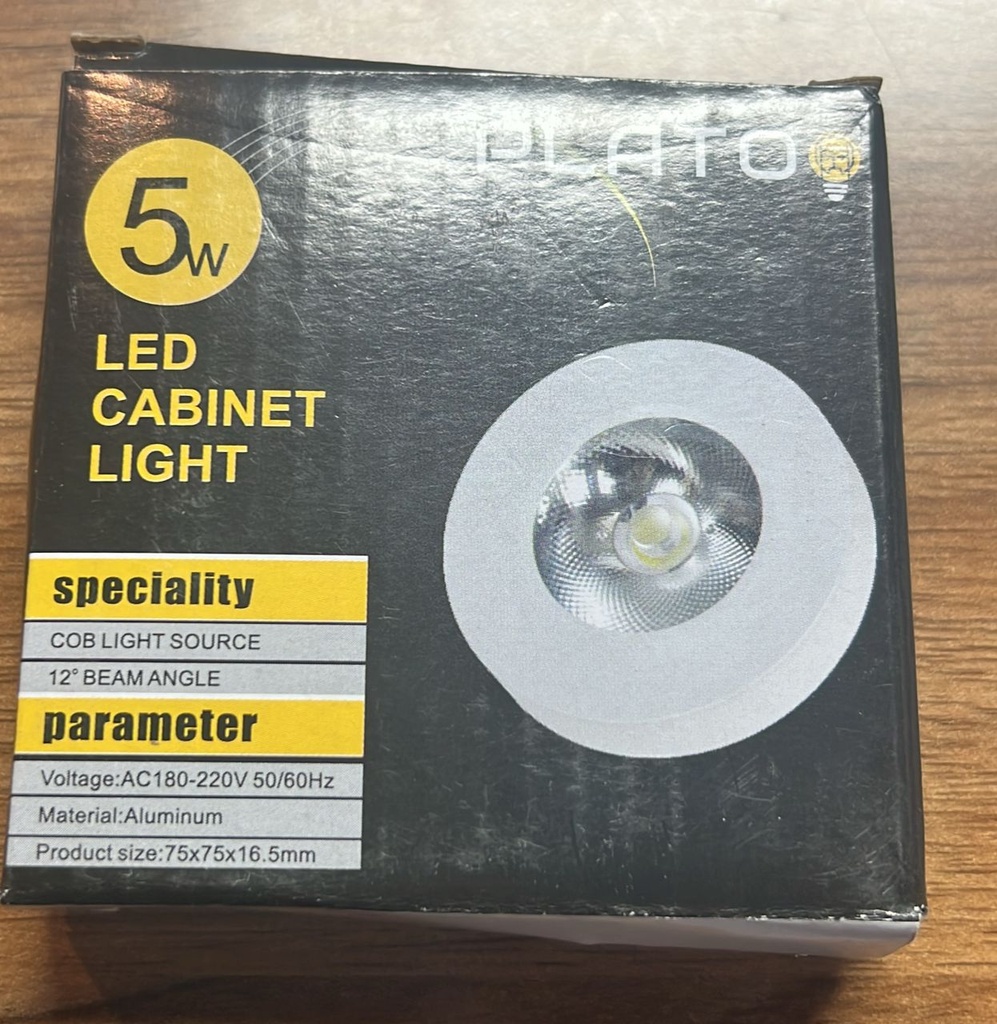 PLATO
5W
LED
CABINET
LIGHT
speciality
COB LIGHT SOURCE
12° BEAM ANGLE
parameter
Voltage:AC180-220V 50/60Hz
Material:Aluminum
Product size:75x75x16.5mm